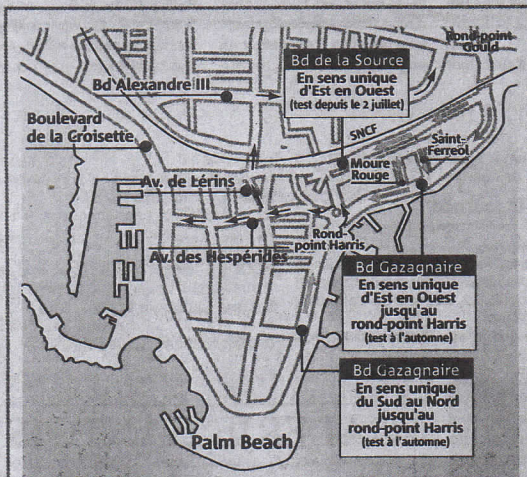 Rond-point
Gould
Bd de la Source
En sens unique
d'Est en Ouest
(test depuis le 2 juillet)
Bd Alexandre III
Boulevard
de la Croisette
SNCF
Saint-
Ferréol
Moure
Rouge
Av. de Lérins
Rond-
point Harris
Av. des Hespérides
Bd Gazagnaire
En sens unique
d'Est en Ouest
jusqu'au
rond-point Harris
(test à l'automne)
Bd Gazagnaire
En sens unique
du Sud au Nord
jusqu'au
rond-point Harris
(test à l'automne)
Palm Beach